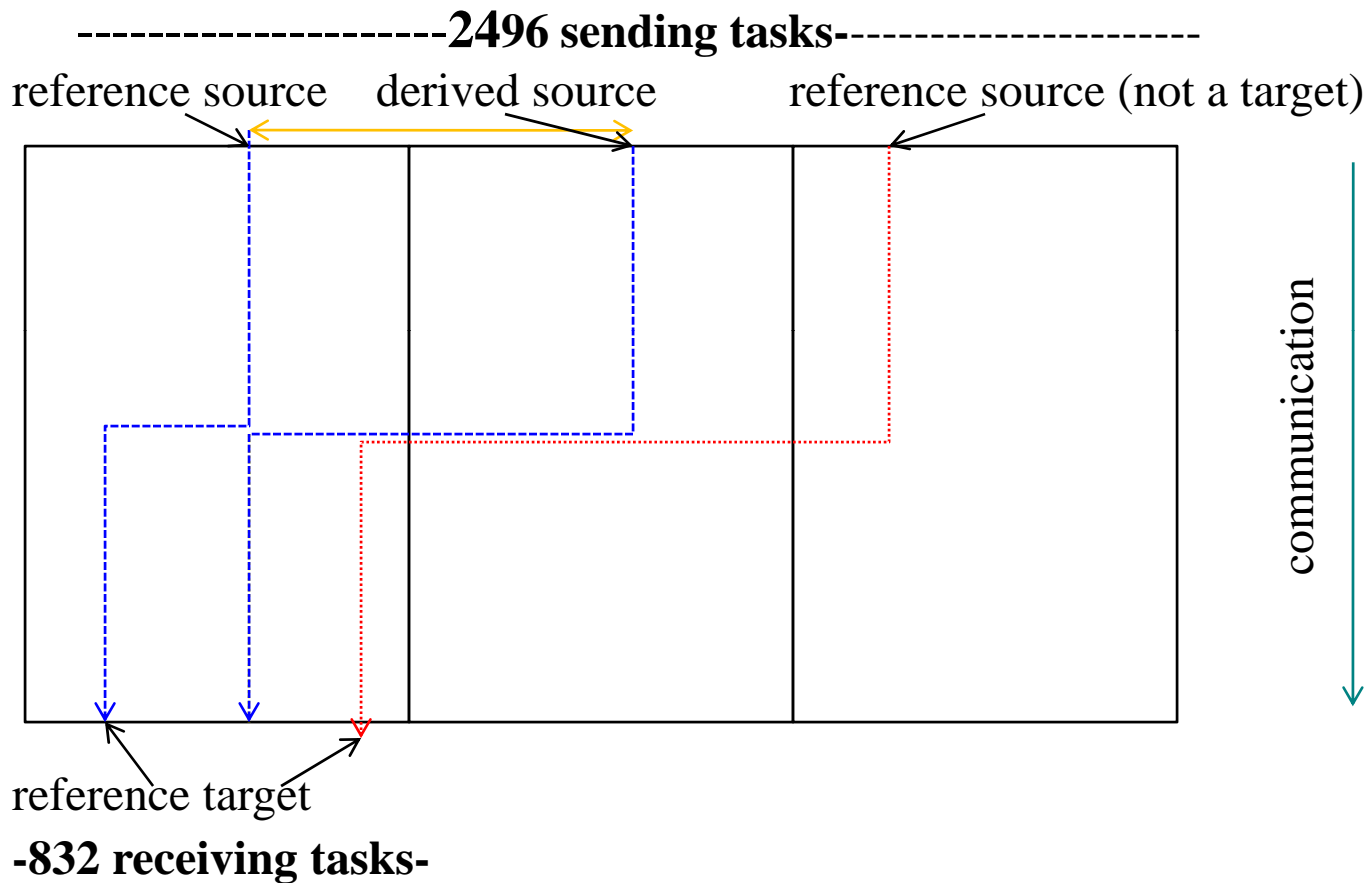 --------------------2496 sending tasks--------------------
reference source
derived source
reference source (not a target)
communication
reference target
-832 receiving tasks-